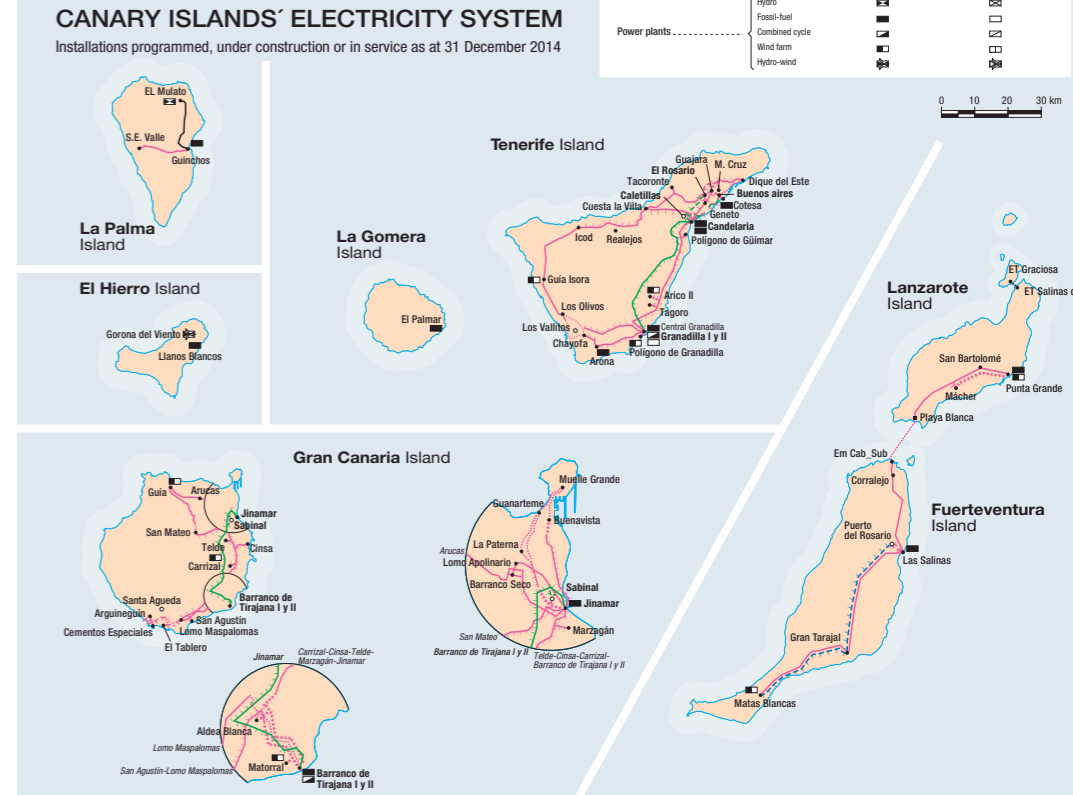 CANARY ISLANDS´ ELECTRICITY SYSTEM
Installations programmed, under construction or in service as at 31 December 2014
Power plants
Hydro
Fossil-fuel
Combined cycle
Wind farm
Hydro-wind
0 10 20 30 km
EL Mulato
S.E. Valle
Guinchos
La Palma
Island
El Hierro Island
Gorona del Viento
Llanos Blancos
La Gomera
Island
El Palmar
Tenerife Island
Guajara
M. Cruz
El Rosario
Dique del Este
Tacoronte
Buenos aires
Caletillas
Cotesa
Cuesta la Villa
Geneto
Candelaria
Icod
Realejos
Polígono de Güímar
Guía Isora
Arico II
Los Olivos
Tagoro
Los Vallitos
Central Granadilla
Granadilla I y II
Chayofa
Polígono de Granadilla
Arona
Lanzarote
Island
ET Graciosa
ET Salinas
San Bartolomé
Punta Grande
Mácher
Playa Blanca
Em Cab_Sub
Corralejo
Fuerteventura
Island
Puerto
del Rosario
Las Salinas
Gran Tarajal
Matas Blancas
Gran Canaria Island
Guía
Arucas
Jinamar
Sabinal
San Mateo
Telde
Cinsa
Carrizal
Barranco de
Tirajana I y II
Santa Agueda
Arguineguín
San Agustín
Cementos Especiales
Lomo Maspalomas
El Tablero
Muelle Grande
Guanarteme
Buenavista
La Paterna
Arucas
Lomo Apolinario
Barranco Seco
Sabinal
Jinamar
Marzagán
San Mateo
Barranco de Tirajana I y II
Telde-Cinsa-Carrizal-
Barranco de Tirajana I y II
Jinamar
Carrizal-Cinsa-Telde-
Marzagán-Jinamar
Aldea Blanca
Lomo Maspalomas
San Agustín-Lomo Maspalomas
Matorral
Barranco de
Tirajana I y II